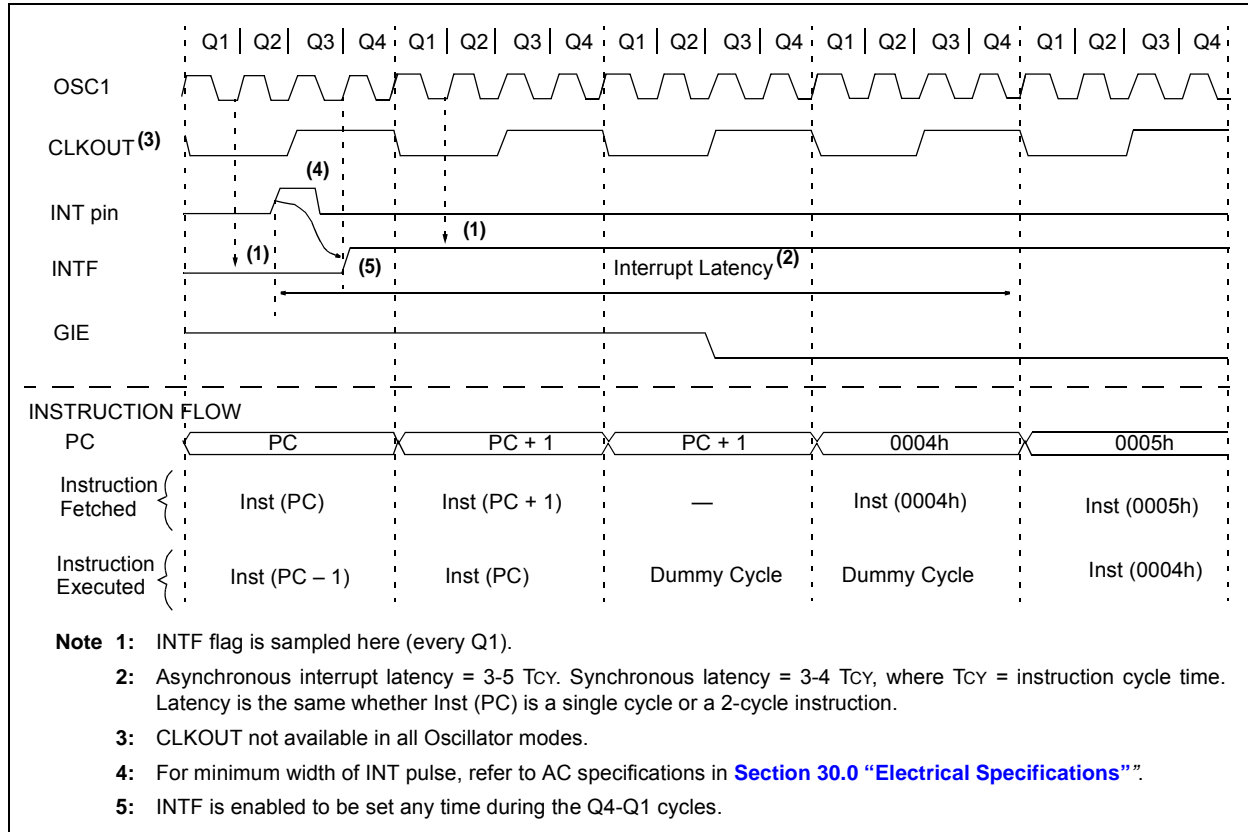 Q1 | Q2 | Q3 | Q4 Q1 | Q2 | Q3 | Q4 Q1 | Q2 | Q3 | Q4 Q1 | Q2 | Q3 | Q4 Q1 | Q2 | Q3 | Q4
OSC1
CLKOUT (3)
(4)
INT pin
(1)
(1)
INTF
(5)
Interrupt Latency (2)
GIE
INSTRUCTION FLOW
PC PC PC + 1 PC + 1 0004h 0005h
Instruction Fetched Inst (PC) Inst (PC + 1) — Inst (0004h) Inst (0005h)
Instruction Executed Inst (PC – 1) Inst (PC) Dummy Cycle Dummy Cycle Inst (0004h)
Note 1: INTF flag is sampled here (every Q1).
2: Asynchronous interrupt latency = 3-5 TCY. Synchronous latency = 3-4 TCY, where TCY = instruction cycle time.
Latency is the same whether Inst (PC) is a single cycle or a 2-cycle instruction.
3: CLKOUT not available in all Oscillator modes.
4: For minimum width of INT pulse, refer to AC specifications in Section 30.0 “Electrical Specifications””.
5: INTF is enabled to be set any time during the Q4-Q1 cycles.